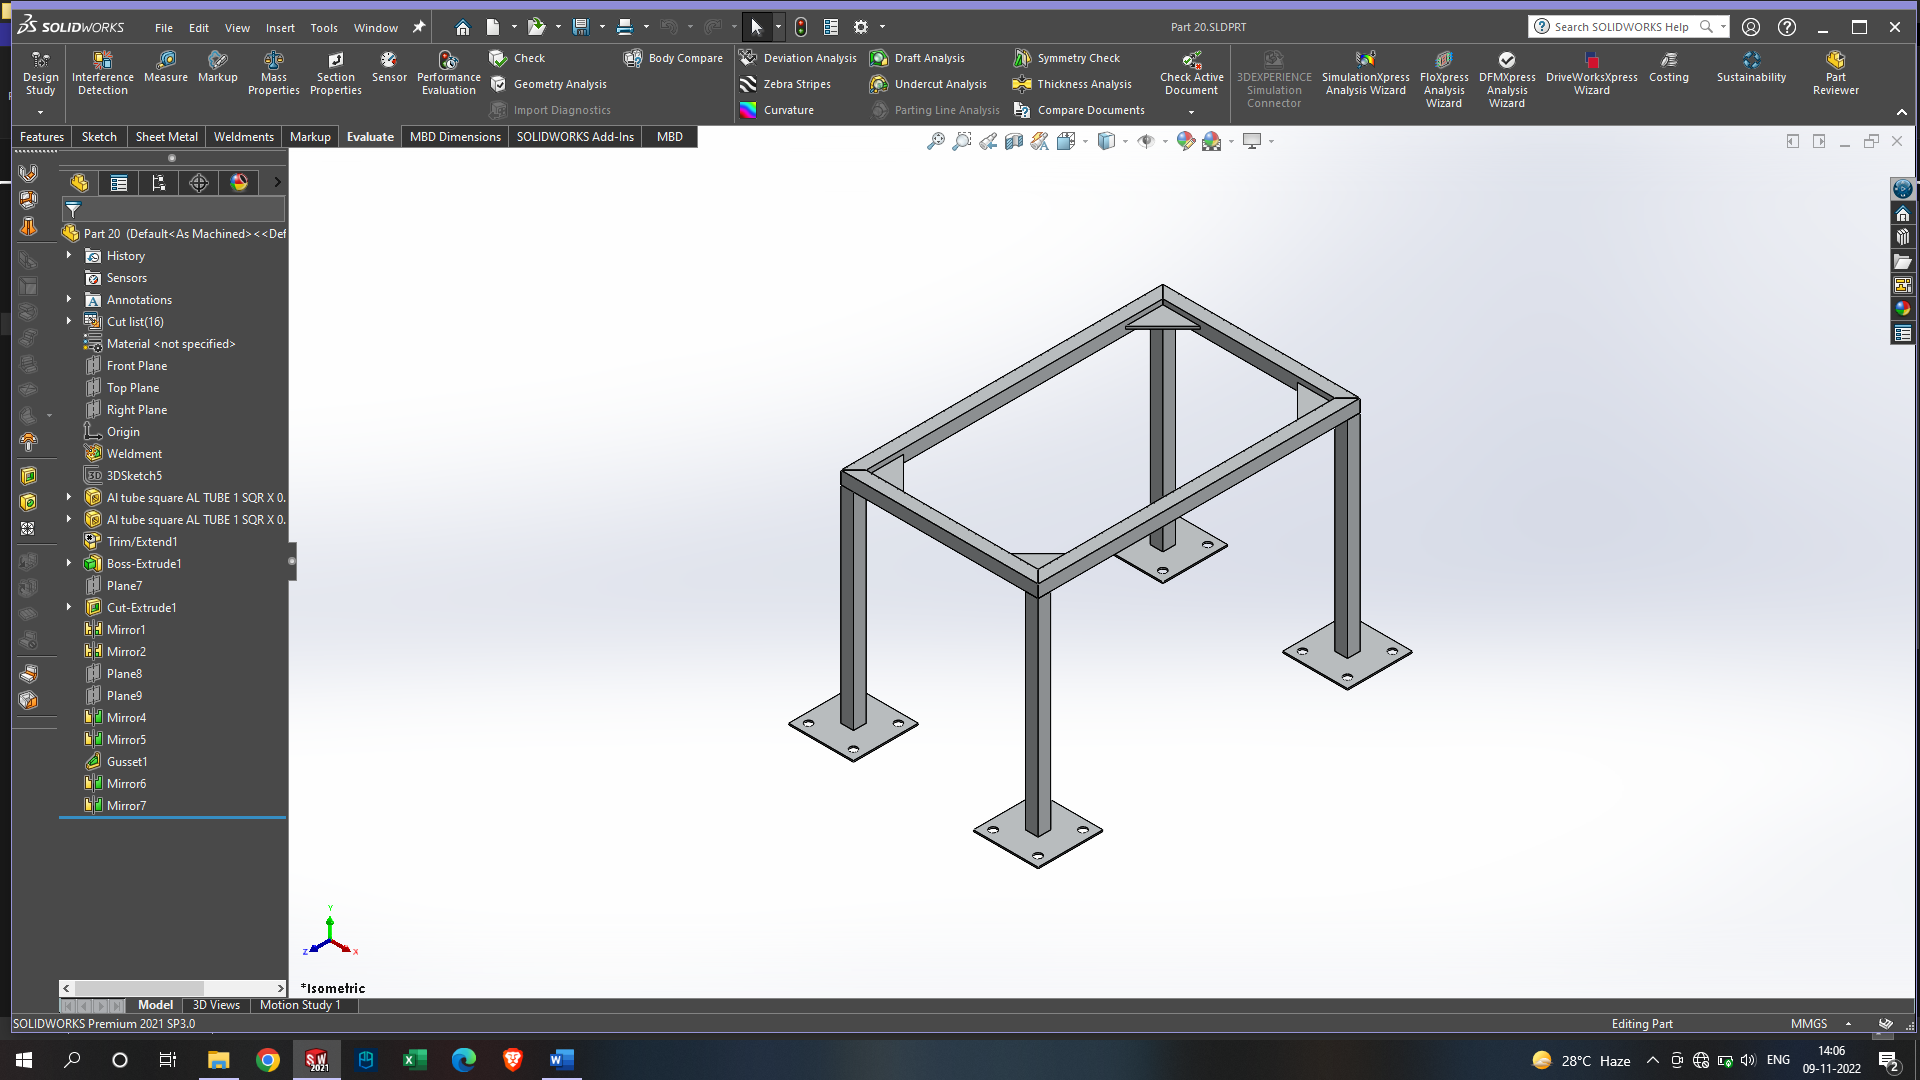 SOLIDWORKS File Edit View Insert Tools Window Part 20.SLDPRT Search SOLIDWORKS Help
Design Study
Interference Detection
Measure
Markup
Mass Properties
Section Properties
Sensor
Performance Evaluation
Check
Geometry Analysis
Import Diagnostics
Body Compare
Deviation Analysis
Zebra Stripes
Curvature
Draft Analysis
Undercut Analysis
Parting Line Analysis
Symmetry Check
Thickness Analysis
Compare Documents
Check Active Document
3DEXPERIENCE Simulation Connector
SimulationXpress Analysis Wizard
FloXpress Analysis Wizard
DFMXpress Analysis Wizard
DriveWorksXpress Wizard
Costing
Sustainability
Part Reviewer
Features Sketch Sheet Metal Weldments Markup Evaluate MBD Dimensions SOLIDWORKS Add-Ins MBD
Part 20 (Default<As Machined><<Def
History
Sensors
Annotations
Cut list(16)
Material <not specified>
Front Plane
Top Plane
Right Plane
Origin
Weldment
3DSketch5
Al tube square AL TUBE 1 SQR X 0.
Al tube square AL TUBE 1 SQR X 0.
Trim/Extend1
Boss-Extrude1
Plane7
Cut-Extrude1
Mirror1
Mirror2
Plane8
Plane9
Mirror4
Mirror5
Gusset1
Mirror6
Mirror7
Y
Z
X
*Isometric
Model 3D Views Motion Study 1
SOLIDWORKS Premium 2021 SP3.0 Editing Part MMGS
28°C Haze ENG 14:06
09-11-2022
2